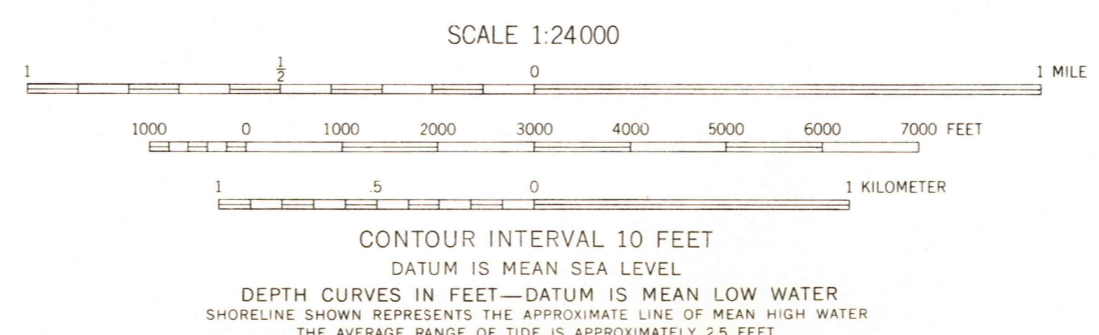 SCALE 1:24000
1 1/2 0 1 MILE
1000 0 1000 2000 3000 4000 5000 6000 7000 FEET
1 .5 0 1 KILOMETER
CONTOUR INTERVAL 10 FEET
DATUM IS MEAN SEA LEVEL
DEPTH CURVES IN FEET—DATUM IS MEAN LOW WATER
SHORELINE SHOWN REPRESENTS THE APPROXIMATE LINE OF MEAN HIGH WATER
THE AVERAGE RANGE OF TIDE IS APPROXIMATELY 2.5 FEET